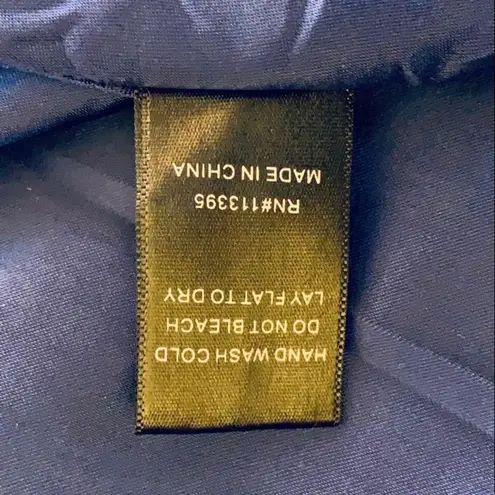 HAND WASH COLD
DO NOT BLEACH
LAY FLAT TO DRY
RN#113395
MADE IN CHINA